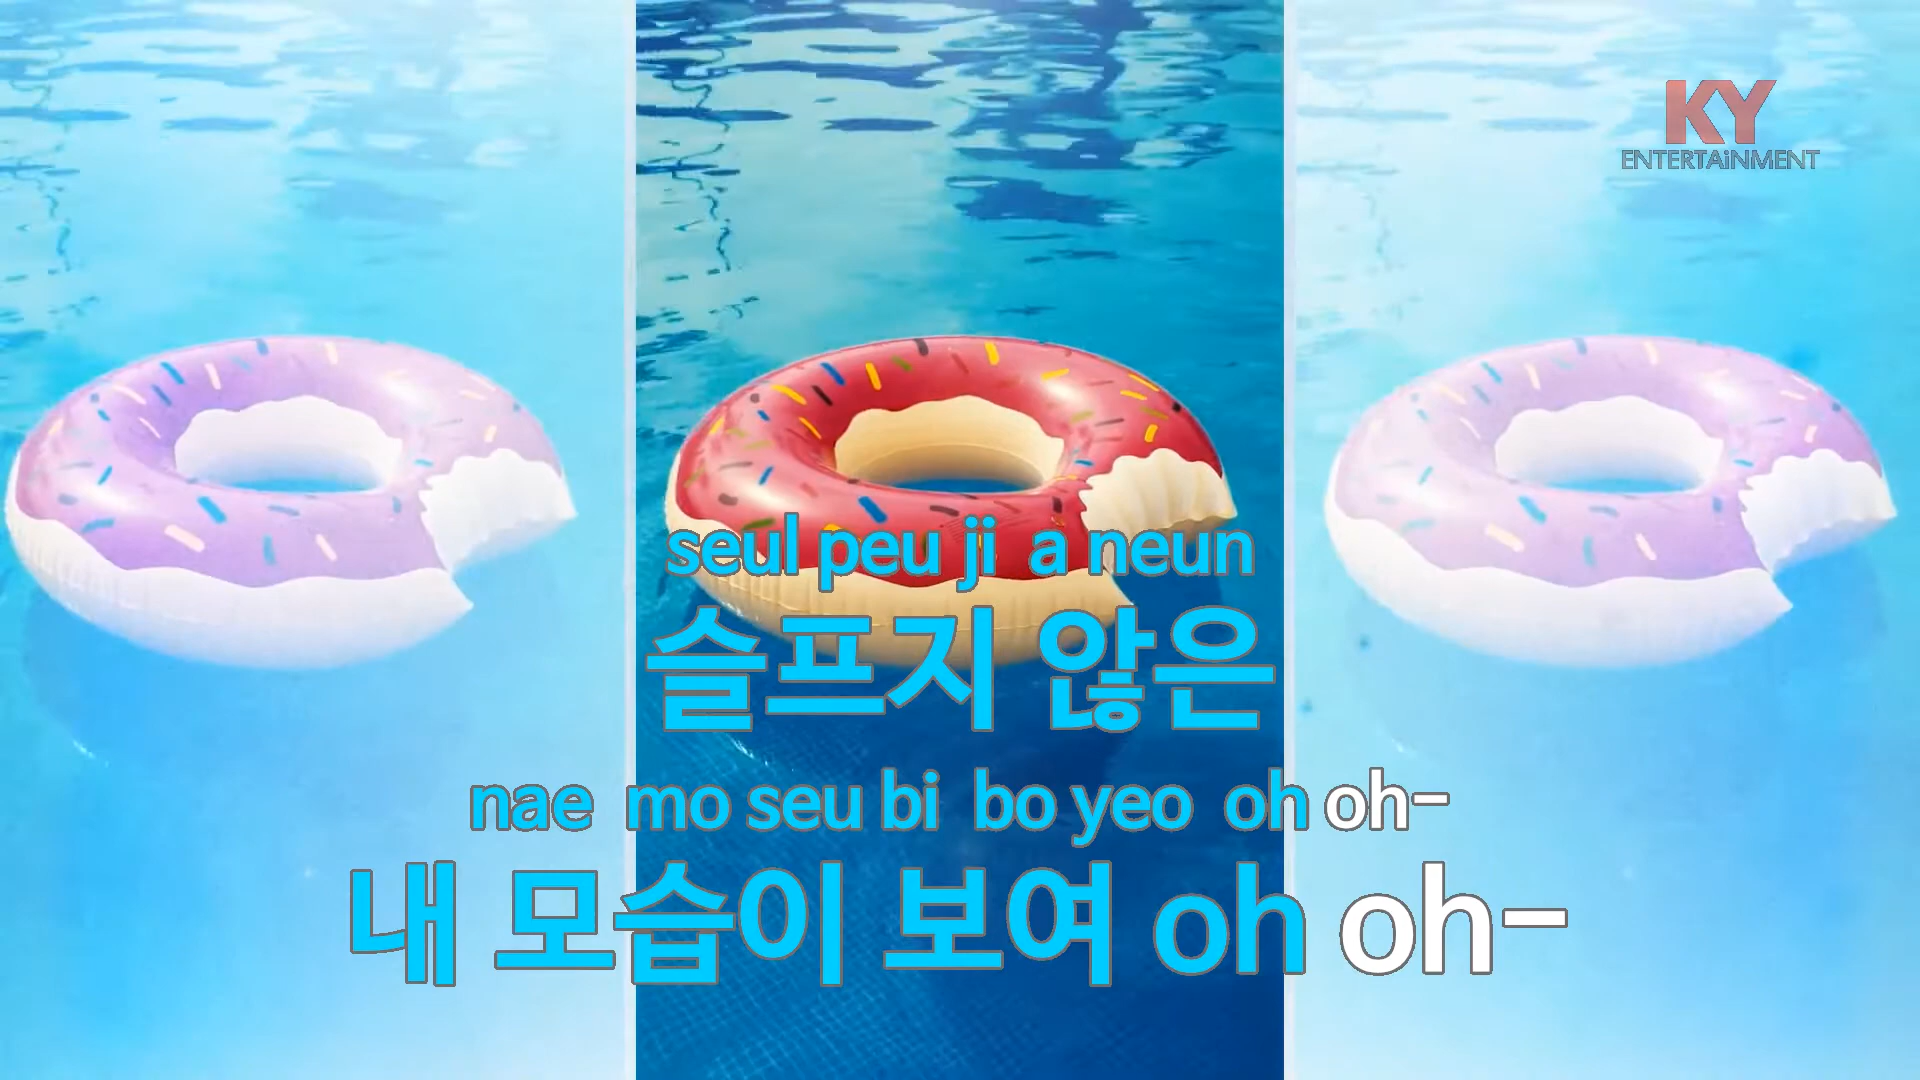 KY
ENTERTAiNMENT
seul peu ji a neun
슬프지 않은
nae mo seu bi bo yeo oh oh-
내 모습이 보여 oh oh-